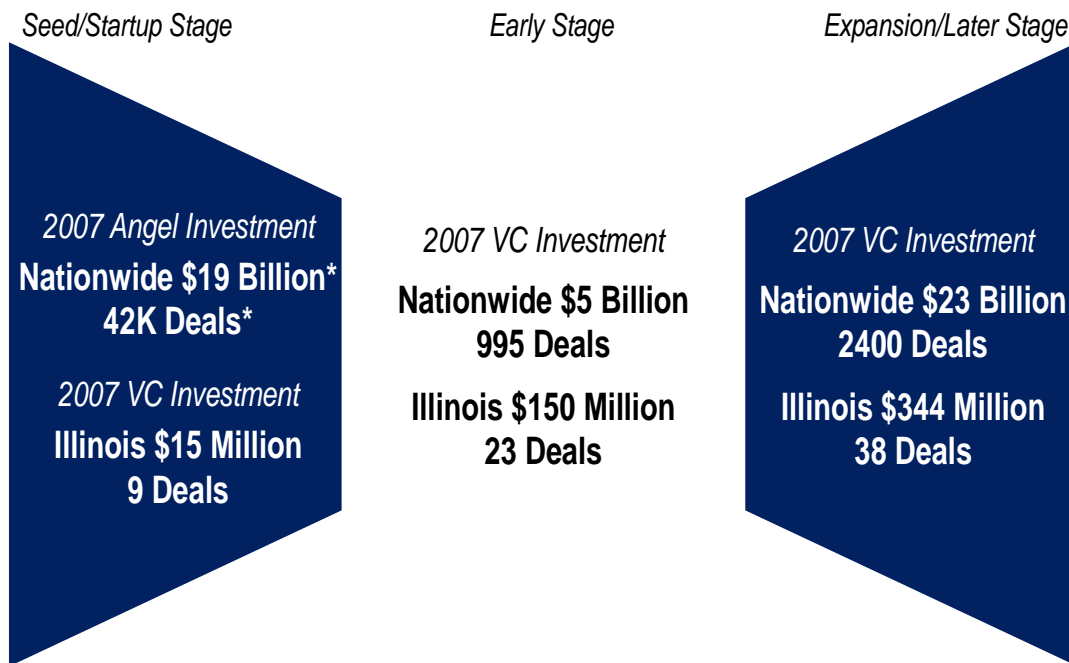 Seed/Startup Stage
Early Stage
Expansion/Later Stage
2007 Angel Investment
Nationwide $19 Billion*
42K Deals*
2007 VC Investment
Illinois $15 Million
9 Deals
2007 VC Investment
Nationwide $5 Billion
995 Deals
Illinois $150 Million
23 Deals
2007 VC Investment
Nationwide $23 Billion
2400 Deals
Illinois $344 Million
38 Deals